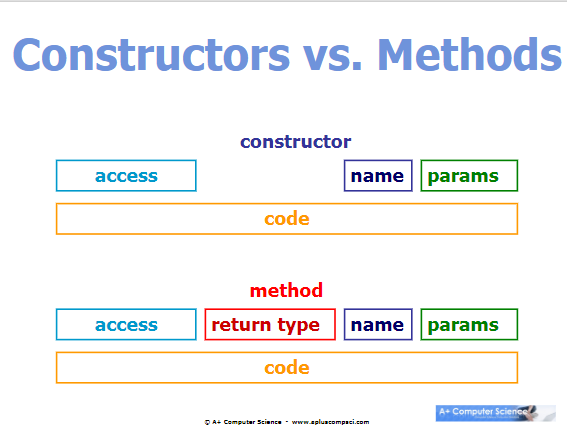 Constructors vs. Methods
constructor
access name params
code
method
access return type name params
code
A+ Computer Science
© A+ Computer Science - www.apluscompsci.com